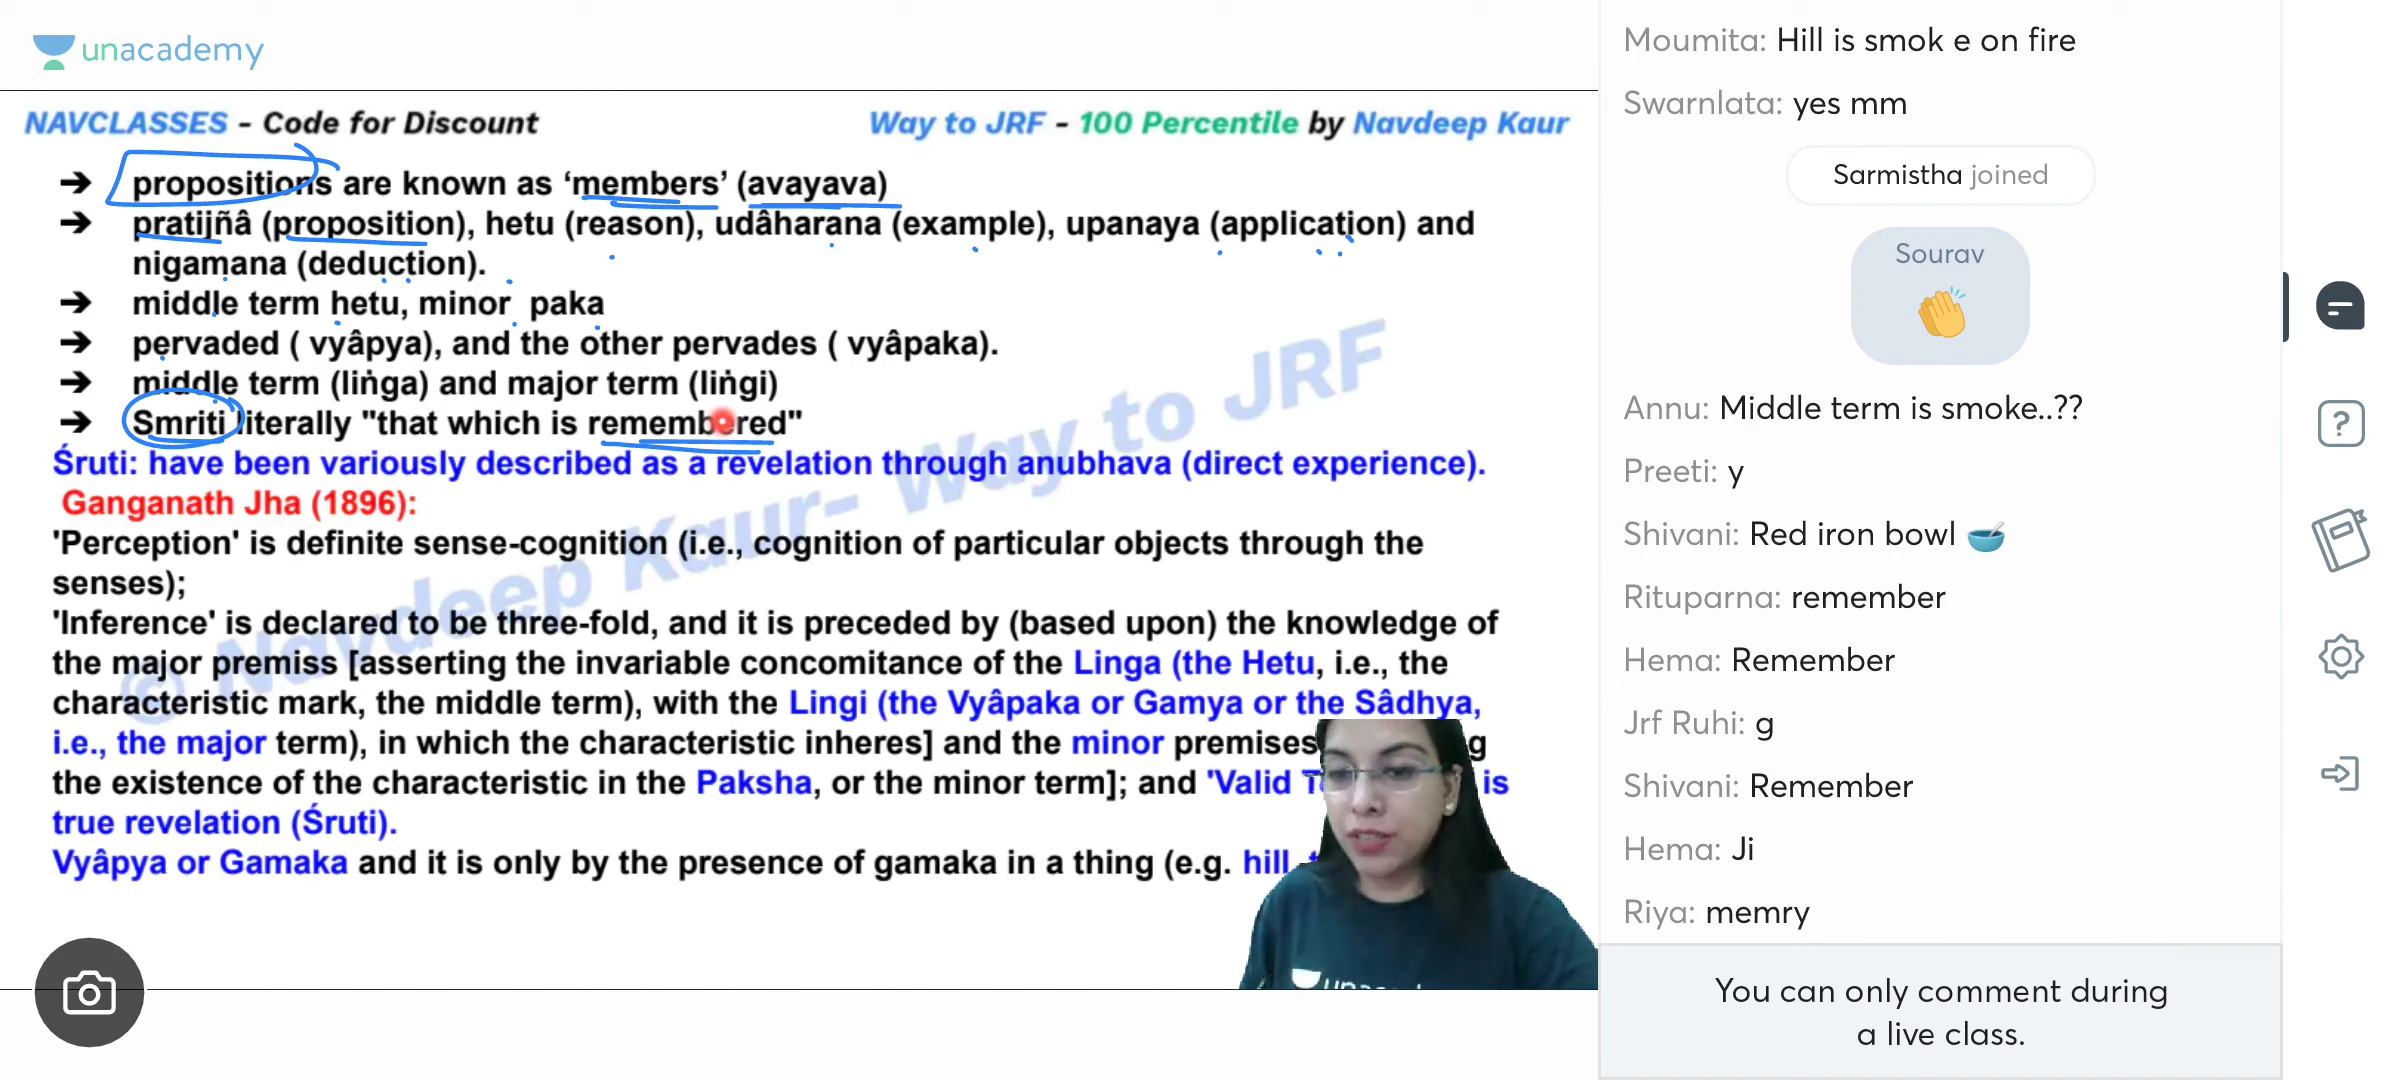 unacademy
NAVCLASSES - Code for Discount
Way to JRF - 100 Percentile by Navdeep Kaur
➔ propositions are known as ‘members’ (avayava)
➔ pratijñâ (proposition), hetu (reason), udâharana (example), upanaya (application) and
nigamana (deduction).
➔ middle term hetu, minor paka
➔ pervaded ( vyâpya), and the other pervades ( vyâpaka).
➔ middle term (liṅga) and major term (liṅgi)
➔ Smriti literally "that which is remembered"
Śruti: have been variously described as a revelation through anubhava (direct experience).
Ganganath Jha (1896):
'Perception' is definite sense-cognition (i.e., cognition of particular objects through the
senses);
'Inference' is declared to be three-fold, and it is preceded by (based upon) the knowledge of
the major premiss [asserting the invariable concomitance of the Linga (the Hetu, i.e., the
characteristic mark, the middle term), with the Lingi (the Vyâpaka or Gamya or the Sâdhya,
i.e., the major term), in which the characteristic inheres] and the minor premises g
the existence of the characteristic in the Paksha, or the minor term]; and 'Valid is
true revelation (Śruti).
Vyâpya or Gamaka and it is only by the presence of gamaka in a thing (e.g. hill
© Navdeep Kaur- Way to JRF
unacad
Moumita: Hill is smok e on fire
Swarnlata: yes mm
Sarmistha joined
Sourav
Annu: Middle term is smoke..??
Preeti: y
Shivani: Red iron bowl
Rituparna: remember
Hema: Remember
Jrf Ruhi: g
Shivani: Remember
Hema: Ji
Riya: memry
You can only comment during
a live class.